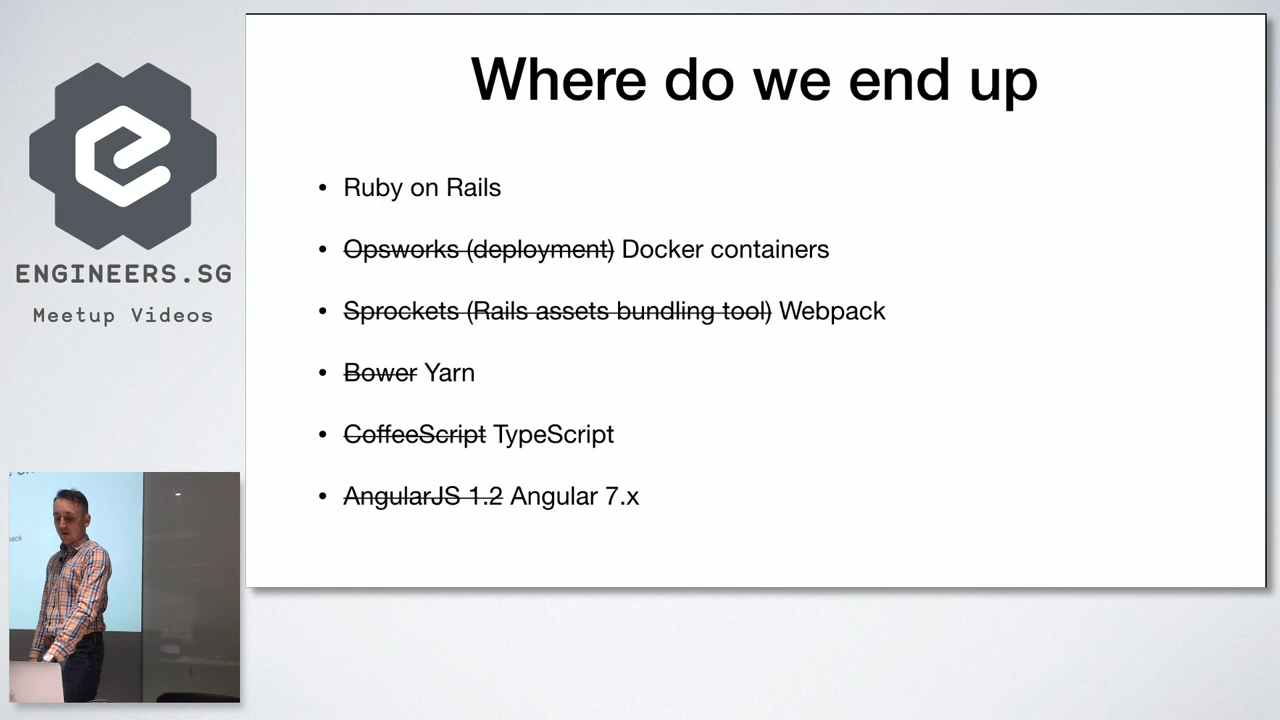 Where do we end up
• Ruby on Rails
• Opsworks (deployment) Docker containers
• Sprockets (Rails assets bundling tool) Webpack
• Bower Yarn
• CoffeeScript TypeScript
• AngularJS 1.2 Angular 7.x
ENGINEERS.SG
Meetup Videos